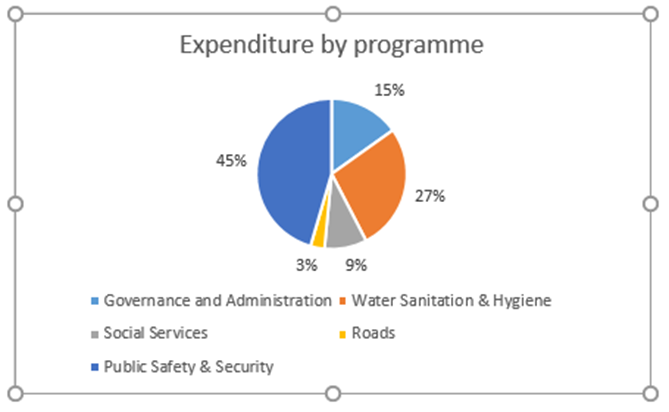 Expenditure by programme
15%
45%
27%
3% 9%
Governance and Administration Water Sanitation & Hygiene
Social Services Roads
Public Safety & Security